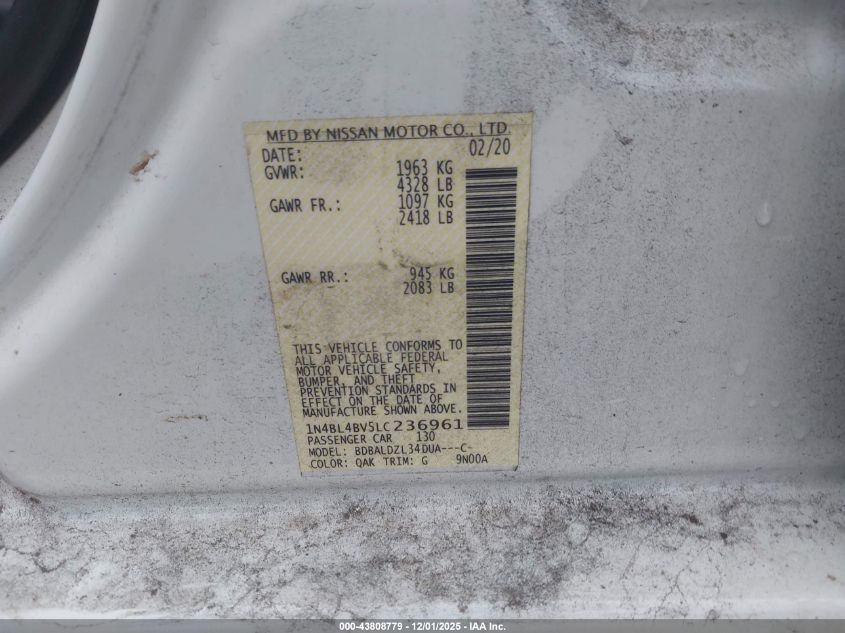 MFD BY NISSAN MOTOR CO., LTD.
DATE: 02/20
GVWR: 1963 KG
4328 LB
GAWR FR.: 1097 KG
2418 LB
GAWR RR.: 945 KG
2083 LB
THIS VEHICLE CONFORMS TO
ALL APPLICABLE FEDERAL
MOTOR VEHICLE SAFETY,
BUMPER, AND THEFT
PREVENTION STANDARDS IN
EFFECT ON THE DATE OF
MANUFACTURE SHOWN ABOVE.
1N4BL4BV5LC236961
PASSENGER CAR 130
MODEL: BDBALDZL34DUA---C-
COLOR: QAK TRIM: G 9N00A
000-43808779 - 12/01/2025 - IAA Inc.